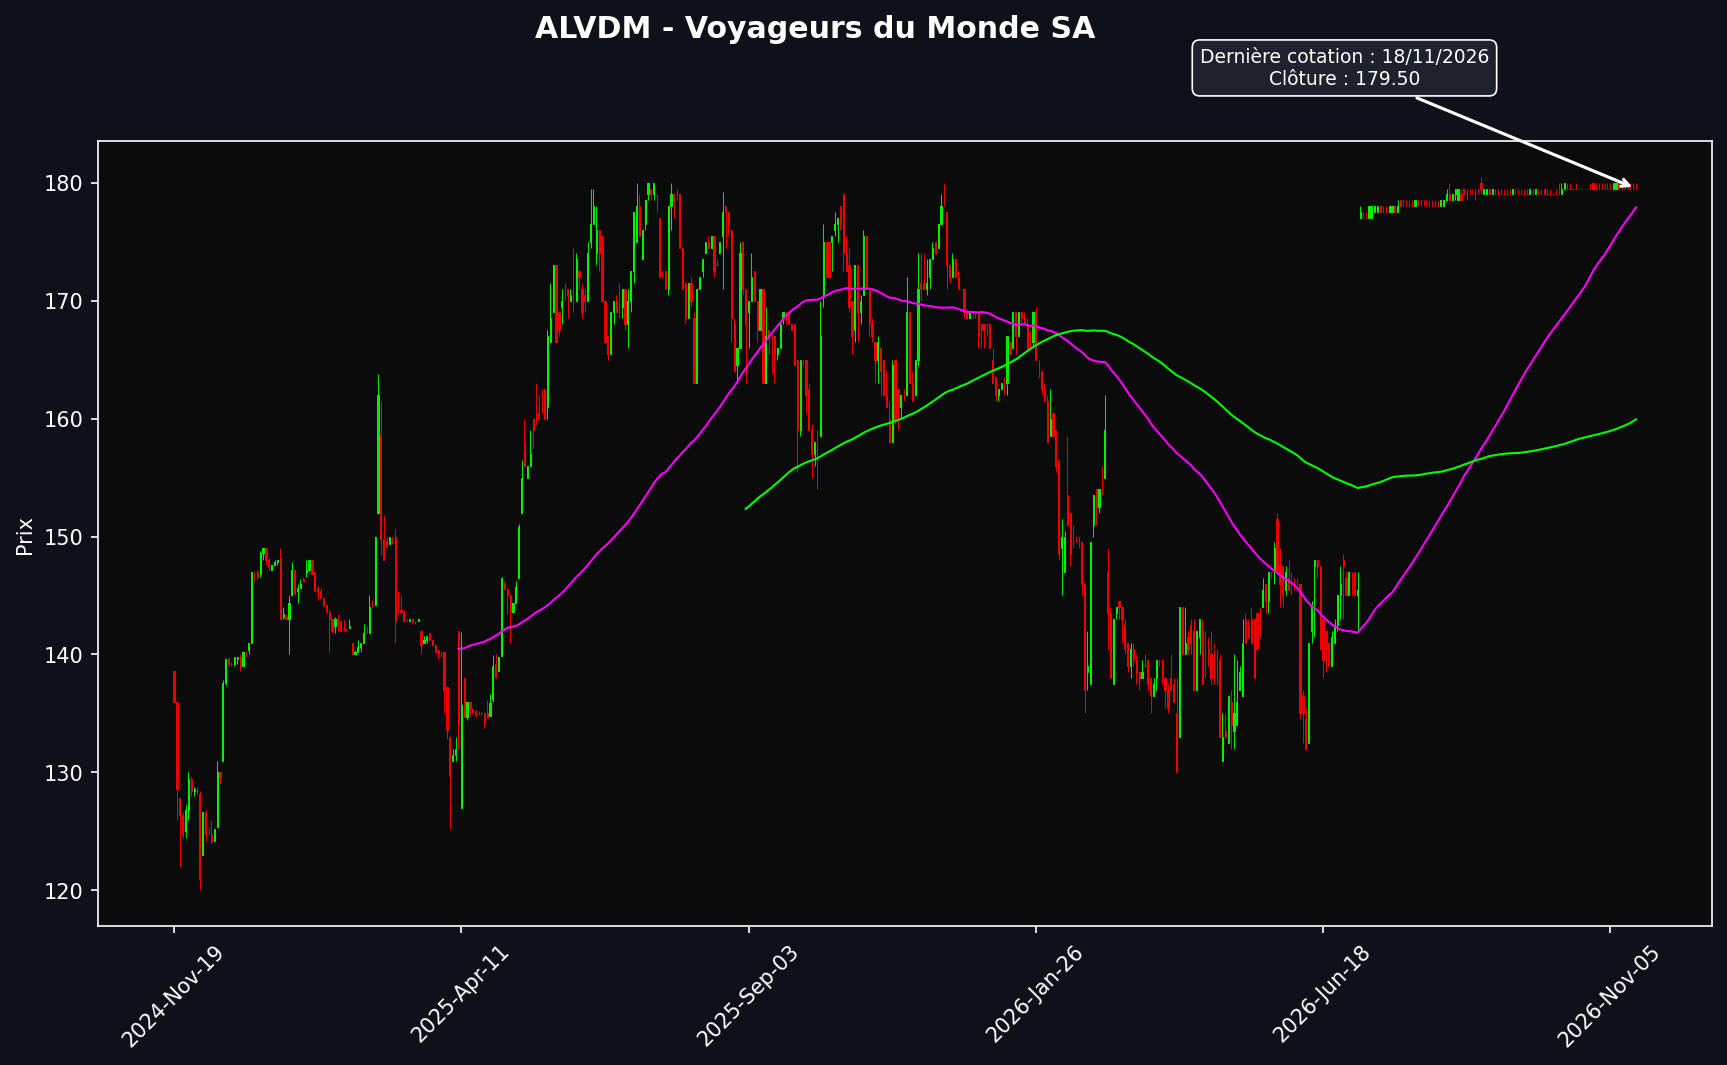 ALVDM - Voyageurs du Monde SA
Dernière cotation : 18/11/2026
Clôture : 179.50
Prix
180
170
160
150
140
130
120
2024-Nov-19
2025-Apr-11
2025-Sep-03
2026-Jan-26
2026-Jun-18
2026-Nov-05